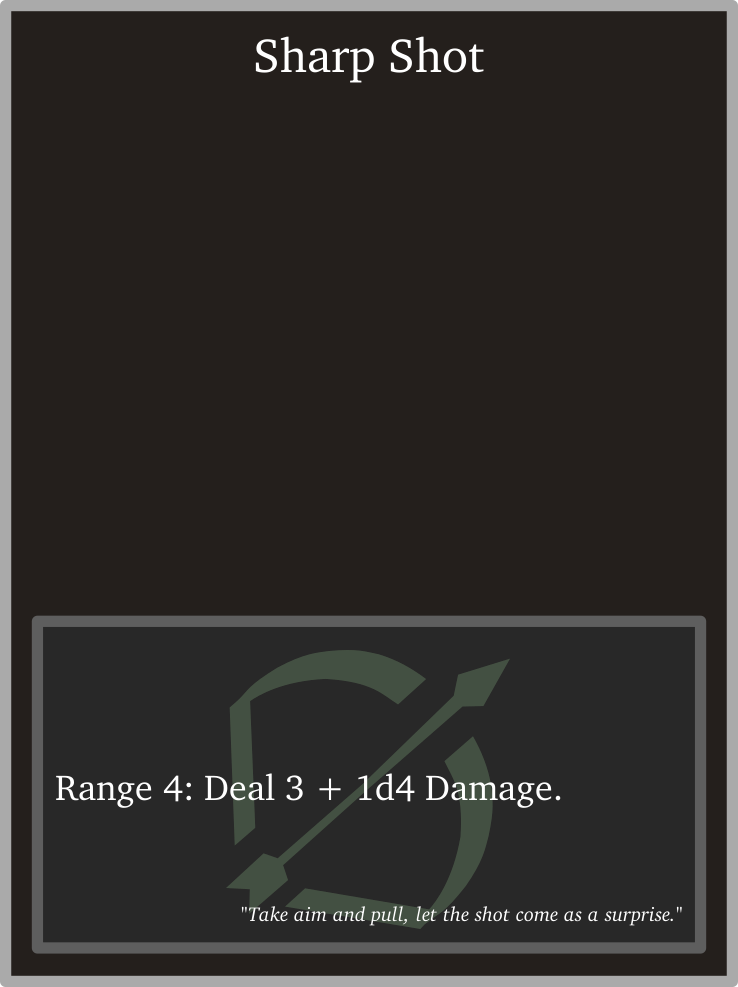 Sharp Shot
Range 4: Deal 3 + 1d4 Damage.
"Take aim and pull, let the shot come as a surprise."